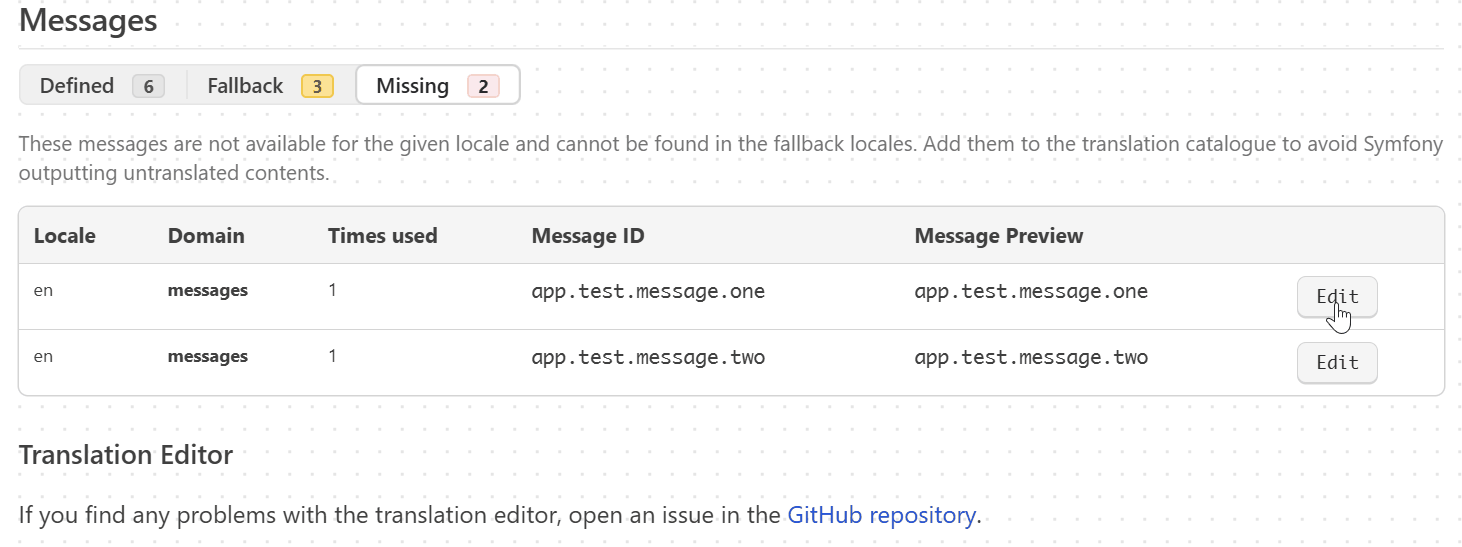 Messages
Defined 6 Fallback 3 Missing 2
These messages are not available for the given locale and cannot be found in the fallback locales. Add them to the translation catalogue to avoid Symfony
outputting untranslated contents.
Locale Domain Times used Message ID Message Preview
en messages 1 app.test.message.one app.test.message.one Edit
en messages 1 app.test.message.two app.test.message.two Edit
Translation Editor
If you find any problems with the translation editor, open an issue in the GitHub repository.